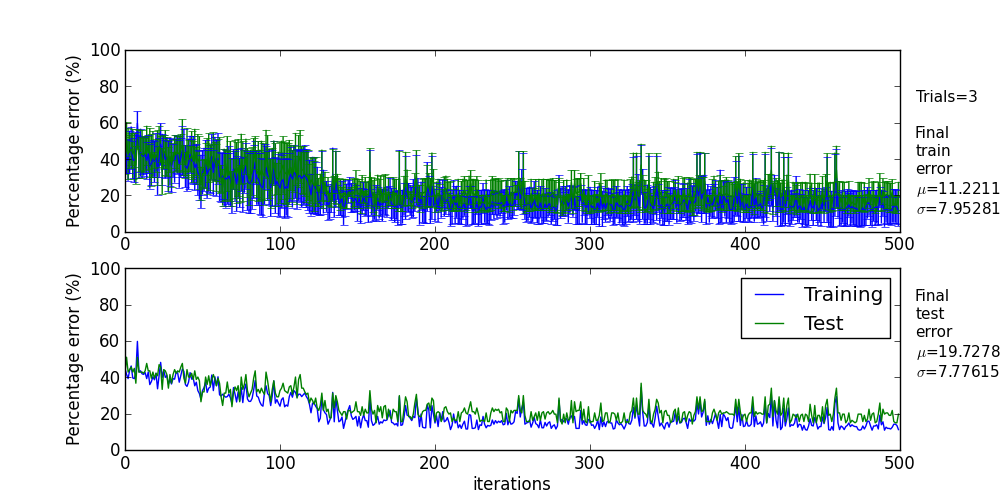 100
80
60
40
20
0
Percentage error (%)
0 100 200 300 400 500
Trials=3
Final
train
error
μ=11.2211
σ=7.95281
100
80
60
40
20
0
Percentage error (%)
Training
Test
0 100 200 300 400 500
iterations
Final
test
error
μ=19.7278
σ=7.77615